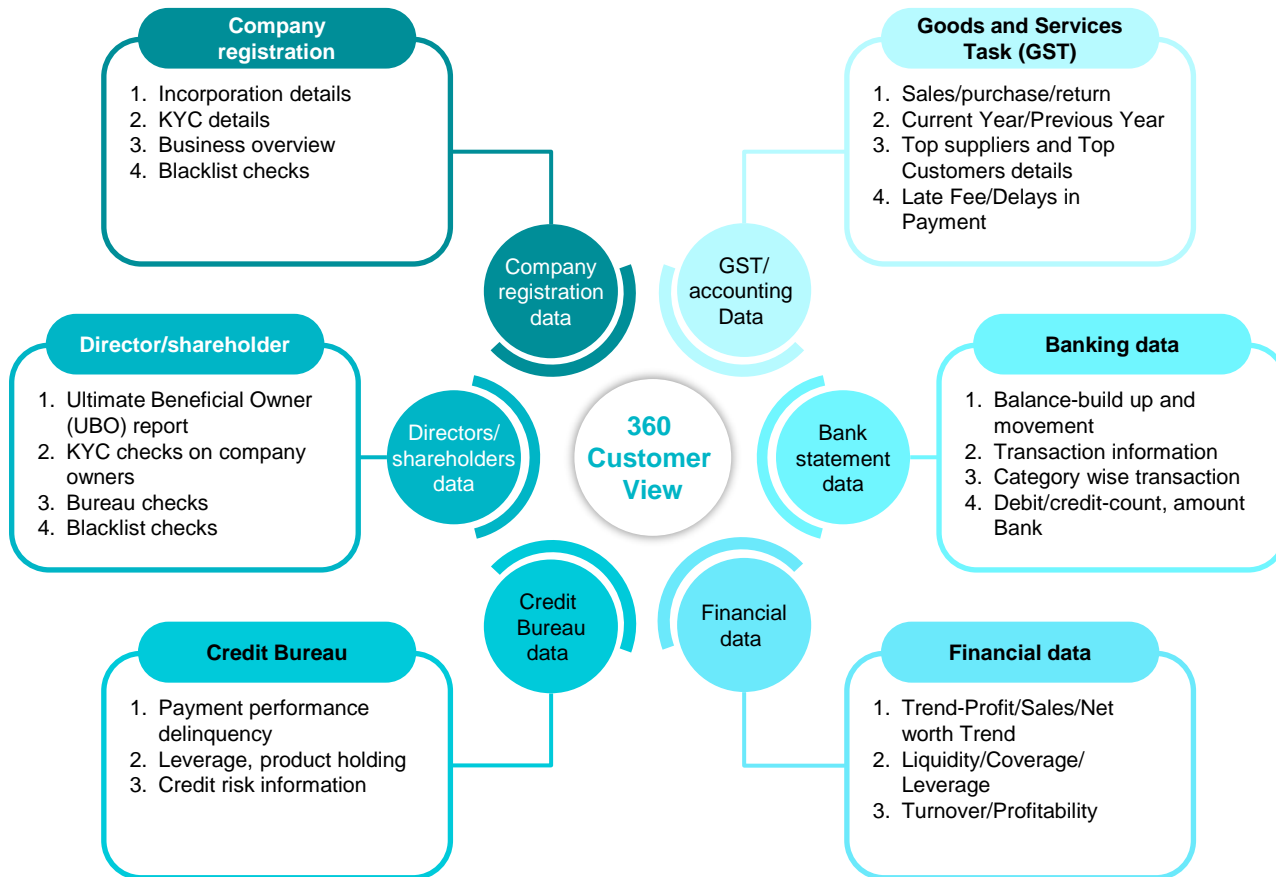 Company
registration
1. Incorporation details
2. KYC details
3. Business overview
4. Blacklist checks
Goods and Services
Task (GST)
1. Sales/purchase/return
2. Current Year/Previous Year
3. Top suppliers and Top
Customers details
4. Late Fee/Delays in
Payment
Company
registration
data
GST/
accounting
Data
Director/shareholder
1. Ultimate Beneficial Owner
(UBO) report
2. KYC checks on company
owners
3. Bureau checks
4. Blacklist checks
Directors/
shareholders
data
360
Customer
View
Bank
statement
data
Banking data
1. Balance-build up and
movement
2. Transaction information
3. Category wise transaction
4. Debit/credit-count, amount
Bank
Credit
Bureau
data
Financial
data
Credit Bureau
1. Payment performance
delinquency
2. Leverage, product holding
3. Credit risk information
Financial data
1. Trend-Profit/Sales/Net
worth Trend
2. Liquidity/Coverage/
Leverage
3. Turnover/Profitability